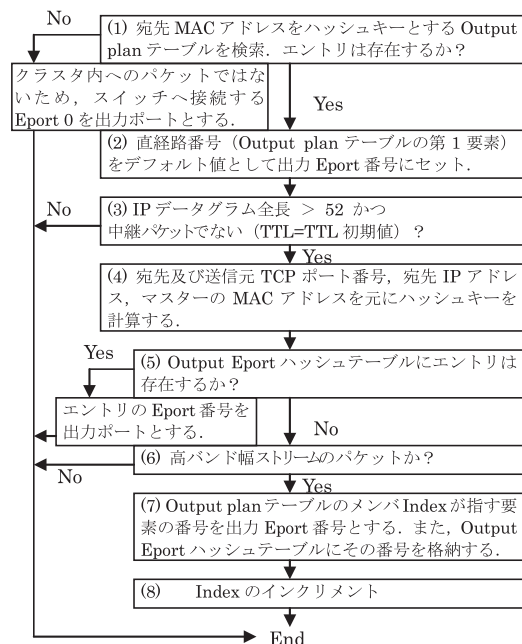 No
(1) 宛先 MAC アドレスをハッシュキーとする Output
plan テーブルを検索．エントリは存在するか？
クラスタ内へのパケットではな
いため，スイッチへ接続する
Eport 0 を出力ポートとする．
Yes
(2) 直経路番号（Output plan テーブルの第 1 要素）
をデフォルト値として出力 Eport 番号にセット．
No
(3) IP データグラム全長 > 52 かつ
中継パケットでない（TTL=TTL 初期値）？
Yes
(4) 宛先及び送信元 TCP ポート番号，宛先 IP アドレ
ス，マスターの MAC アドレスを元にハッシュキーを
計算する．
Yes
(5) Output Eport ハッシュテーブルにエントリは
存在するか？
エントリの Eport 番号を
出力ポートとする．
No
(6) 高バンド幅ストリームのパケットか？
No
Yes
(7) Output plan テーブルのメンバ Index が指す要
素の番号を出力 Eport 番号とする．また，Output
Eport ハッシュテーブルにその番号を格納する．
(8) Index のインクリメント
End